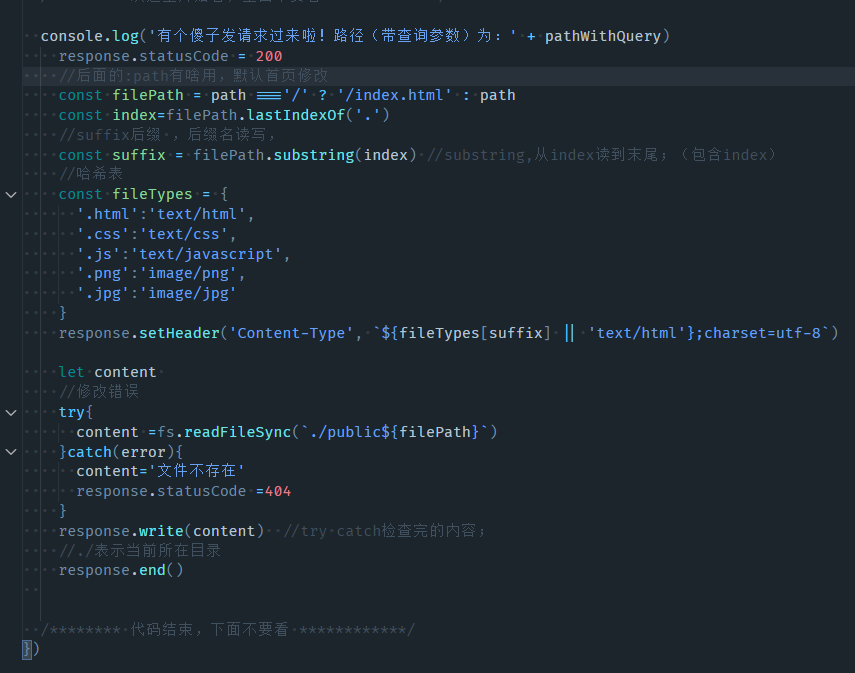 console.log('有个傻子发请求过来啦! 路径（带查询参数）为：' + pathWithQuery)
response.statusCode = 200
//后面的:path有啥用，默认首页修改
const filePath = path ==='/' ? '/index.html' : path
const index=filePath.lastIndexOf('.')
//suffix后缀 ，后缀名读写，
const suffix = filePath.substring(index) //substring,从index读到末尾；（包含index）
//哈希表
const fileTypes = {
'.html':'text/html',
'.css':'text/css',
'.js':'text/javascript',
'.png':'image/png',
'.jpg':'image/jpg'
}
response.setHeader('Content-Type', `${fileTypes[suffix] || 'text/html'};charset=utf-8`)
let content
//修改错误
try{
content =fs.readFileSync(`./public${filePath}`)
}catch(error){
content='文件不存在'
response.statusCode =404
}
response.write(content) //try catch检查完的内容；
//./表示当前所在目录
response.end()
/******** 代码结束，下面不要看 ************/
})